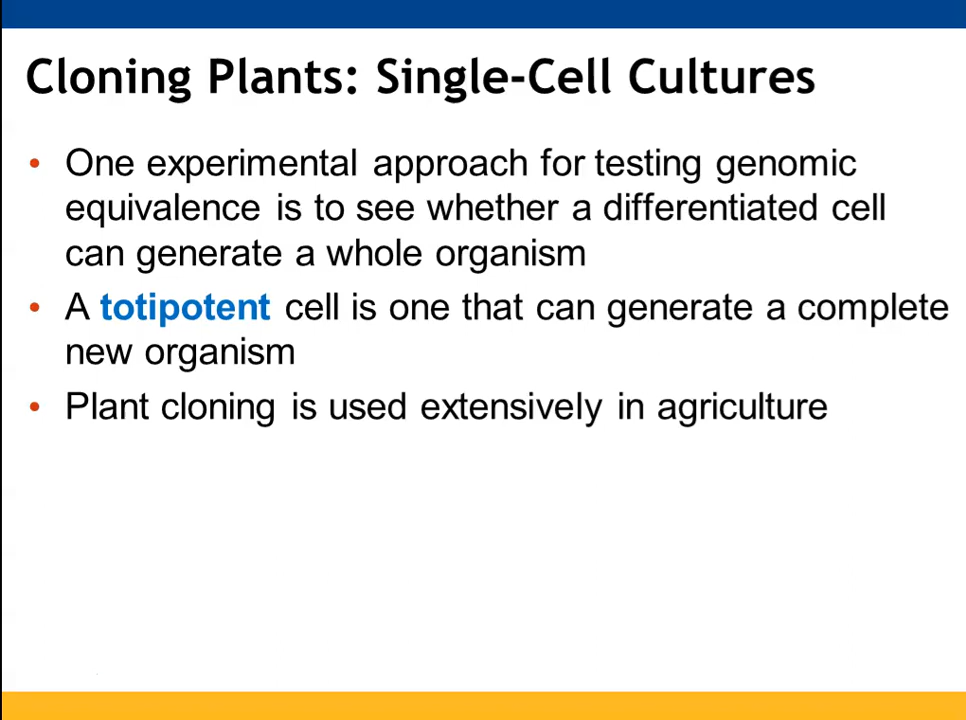 Cloning Plants: Single-Cell Cultures
• One experimental approach for testing genomic
equivalence is to see whether a differentiated cell
can generate a whole organism
• A totipotent cell is one that can generate a complete
new organism
• Plant cloning is used extensively in agriculture